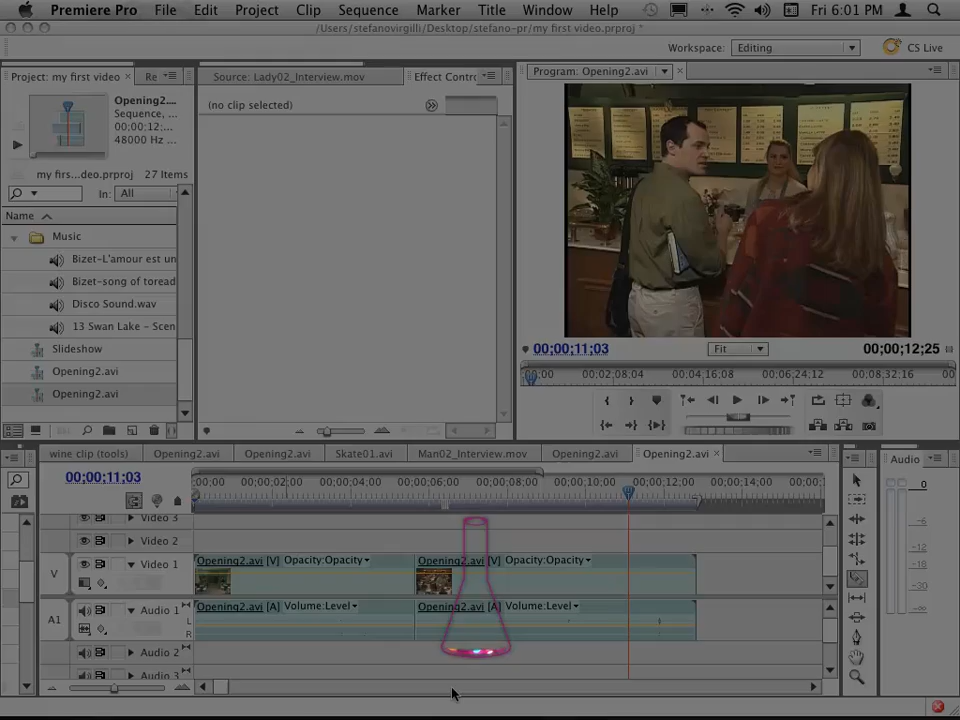 Premiere Pro File Edit Project Clip Sequence Marker Title Window Help Fri 6:01 PM
/Users/stefanovirgilli/Desktop/stefano-pr/my first video.prproj *
Workspace: Editing CS Live
Project: my first video × Re Source: Lady02_Interview.mov Effect Contro Program: Opening2.avi
Opening2....
Sequence,
00;00;12;...
48000 Hz
(no clip selected)
my firs...deo.prproj 27 Items
In: All
Name
Music
Bizet-L'amour est un
Bizet-song of toread
Disco Sound.wav
13 Swan Lake - Scen
Slideshow
Opening2.avi
Opening2.avi
00;00;11;03 Fit 00;00;12;25
00;00 00;02;08;04 00;04;16;08 00;06;24;12 00;08;32;16
wine clip (tools) Opening2.avi Opening2.avi Skate01.avi Man02_Interview.mov Opening2.avi Opening2.avi × Audio
00;00;11;03
;00;00 00;00;02;00 00;00;04;00 00;00;06;00 00;00;08;00 00;00;10;00 00;00;12;00 00;00;14;00 00;00;1
0
-6
-12
-18
-30
-∞
Video 3
Video 2
V Video 1 Opening2.avi [V] Opacity:Opacity Opening2.avi [V] Opacity:Opacity
A1 Audio 1 L R Opening2.avi [A] Volume:Level Opening2.avi [A] Volume:Level
Audio 2
Audio 3